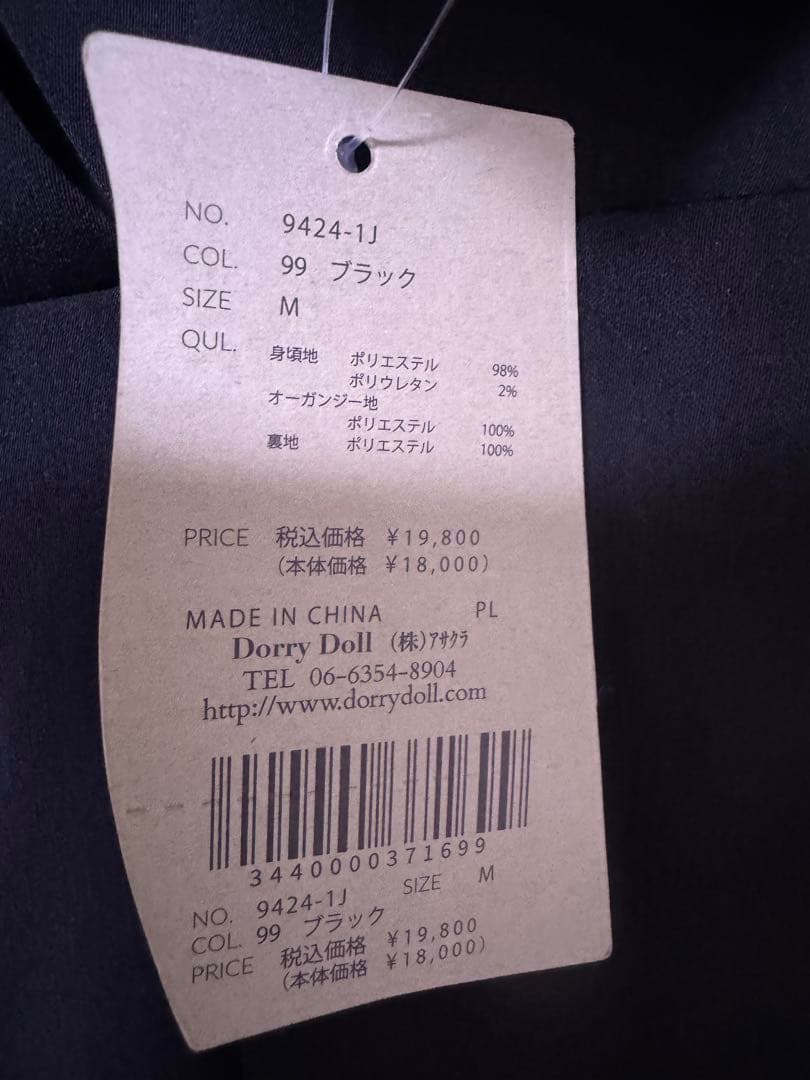 NO. 9424-1J
COL. 99 ブラック
SIZE M
QUL. 身頃地 ポリエステル 98%
ポリウレタン 2%
オーガンジー地
ポリエステル 100%
裏地 ポリエステル 100%
PRICE 税込価格 ¥19,800
(本体価格 ¥18,000)
MADE IN CHINA PL
Dorry Doll (株)アサクラ
TEL 06-6354-8904
http://www.dorrydoll.com
3440000371699
NO. 9424-1J SIZE M
COL. 99 ブラック
PRICE 税込価格 ¥19,800
(本体価格 ¥18,000)